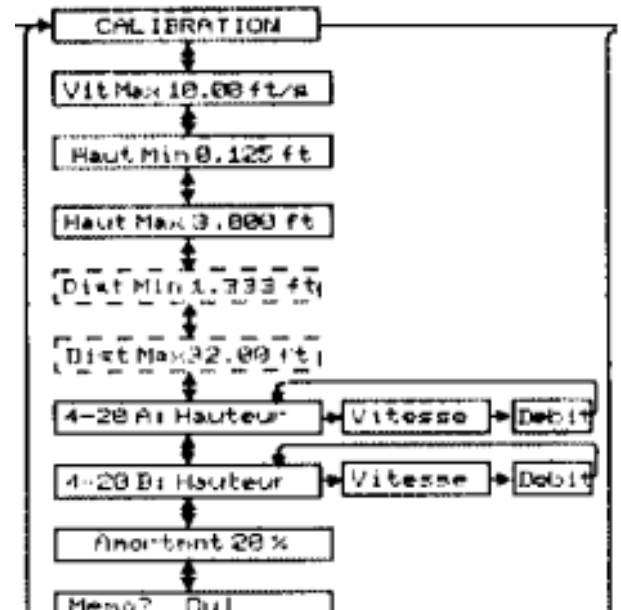 CALIBRATION
Vit Max 10.00 ft/s
Haut Min 0.125 ft
Haut Max 3.000 ft
Dist Min 1.333 ft
Dist Max 32.00 ft
4-20 A: Hauteur Vitesse Debit
4-20 B: Hauteur Vitesse Debit
Amortmnt 20 %
Memo? Oui